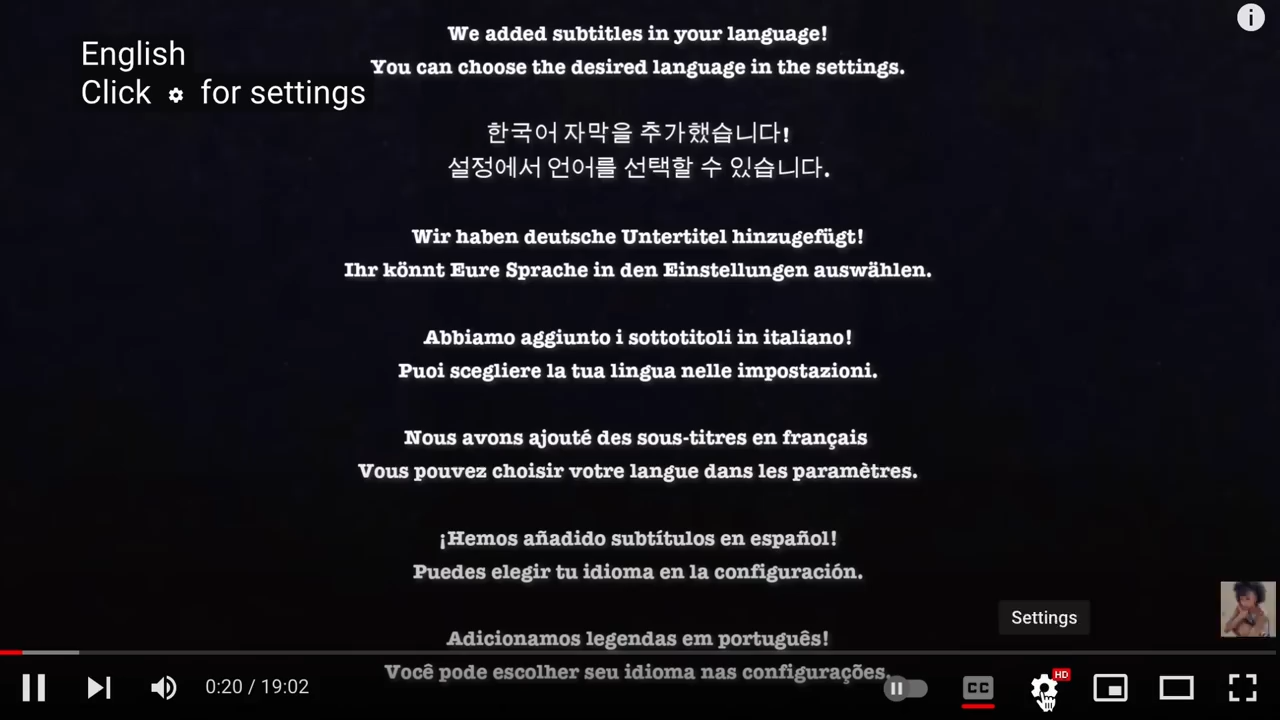 We added subtitles in your language!
You can choose the desired language in the settings.
English
Click for settings
한국어 자막을 추가했습니다!
설정에서 언어를 선택할 수 있습니다.
Wir haben deutsche Untertitel hinzugefügt!
Ihr könnt Eure Sprache in den Einstellungen auswählen.
Abbiamo aggiunto i sottotitoli in italiano!
Puoi scegliere la tua lingua nelle impostazioni.
Nous avons ajouté des sous-titres en français
Vous pouvez choisir votre langue dans les paramètres.
¡Hemos añadido subtítulos en español!
Puedes elegir tu idioma en la configuración.
Adicionamos legendas em português!
Você pode escolher seu idioma nas configurações.
Settings
0:20 / 19:02
CC
HD